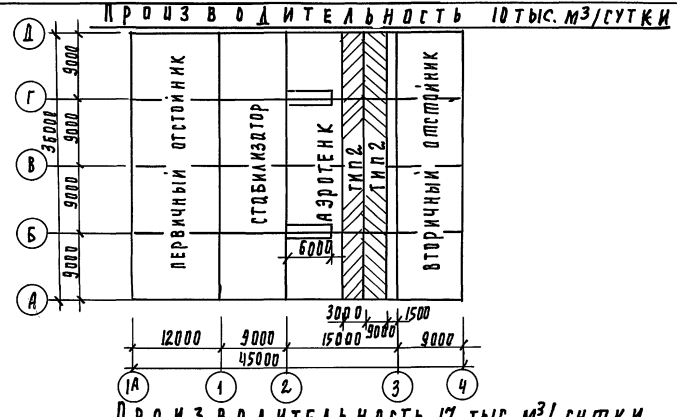 ПРОИЗВОДИТЕЛЬНОСТЬ 10 ТЫС. М³/СУТКИ
Д
9000
Г
9000
36000
В
9000
Б
9000
А
ПЕРВИЧНЫЙ ОТСТОЙНИК
СТАБИЛИЗАТОР
АЭРОТЕНК
ТИП 2
ТИП 2
ВТОРИЧНЫЙ ОТСТОЙНИК
6000
3000
9000
1500
12000
9000
15000
9000
45000
1А
1
2
3
4
ПРОИЗВОДИТЕЛЬНОСТЬ 17 ТЫС. М³/СУТКИ